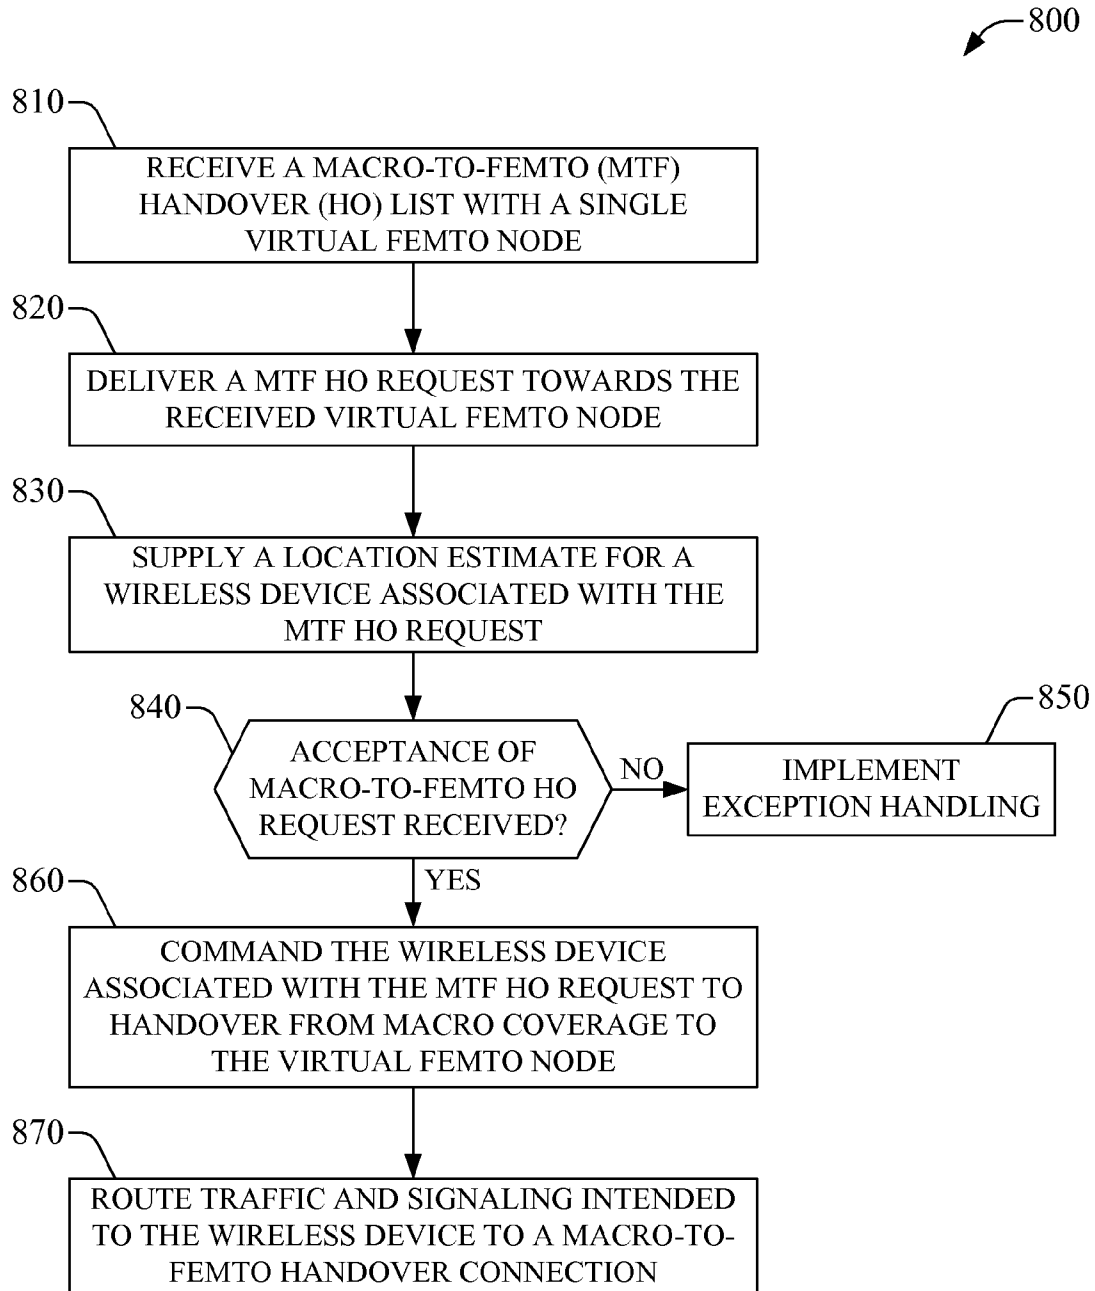 800
810
RECEIVE A MACRO-TO-FEMTO (MTF)
HANDOVER (HO) LIST WITH A SINGLE
VIRTUAL FEMTO NODE
820
DELIVER A MTF HO REQUEST TOWARDS THE
RECEIVED VIRTUAL FEMTO NODE
830
SUPPLY A LOCATION ESTIMATE FOR A
WIRELESS DEVICE ASSOCIATED WITH THE
MTF HO REQUEST
840
ACCEPTANCE OF
MACRO-TO-FEMTO HO
REQUEST RECEIVED?
NO
850
IMPLEMENT
EXCEPTION HANDLING
YES
860
COMMAND THE WIRELESS DEVICE
ASSOCIATED WITH THE MTF HO REQUEST TO
HANDOVER FROM MACRO COVERAGE TO
THE VIRTUAL FEMTO NODE
870
ROUTE TRAFFIC AND SIGNALING INTENDED
TO THE WIRELESS DEVICE TO A MACRO-TO-
FEMTO HANDOVER CONNECTION